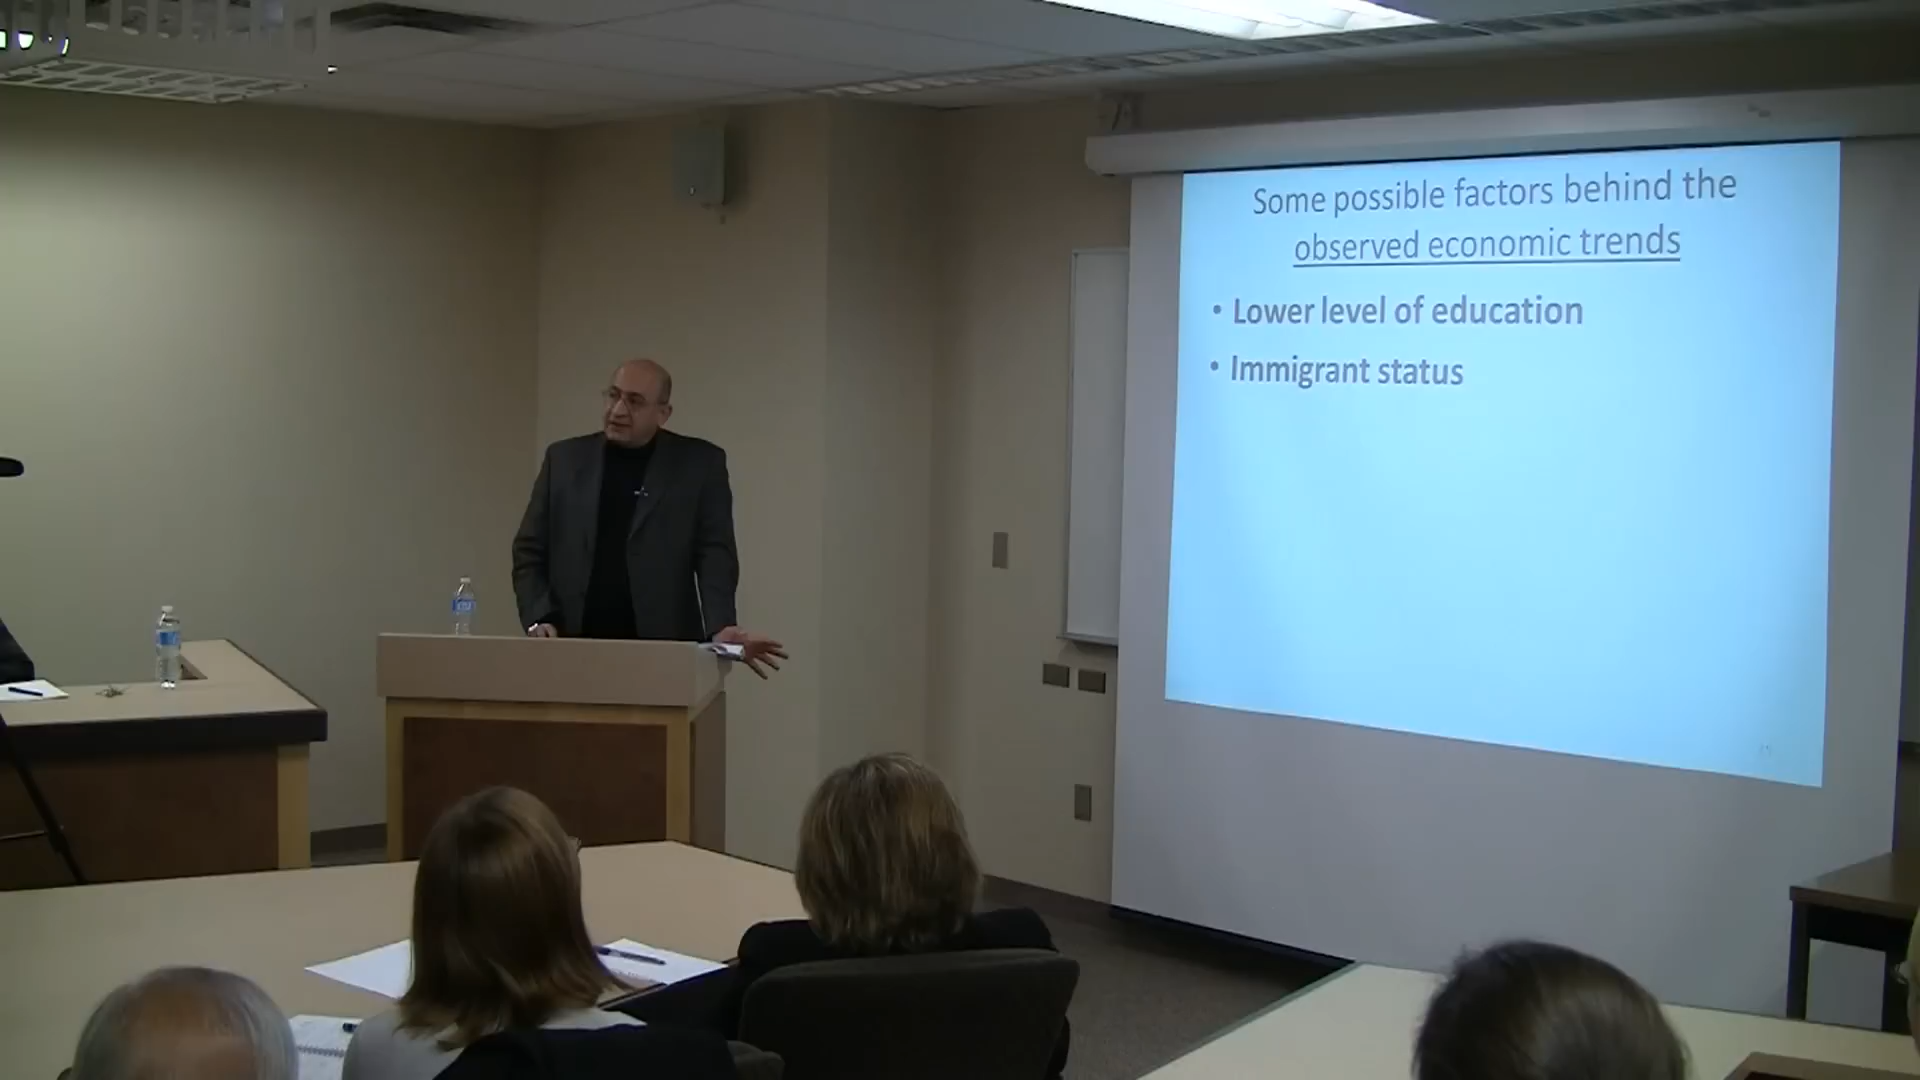 Some possible factors behind the
observed economic trends
• Lower level of education
• Immigrant status